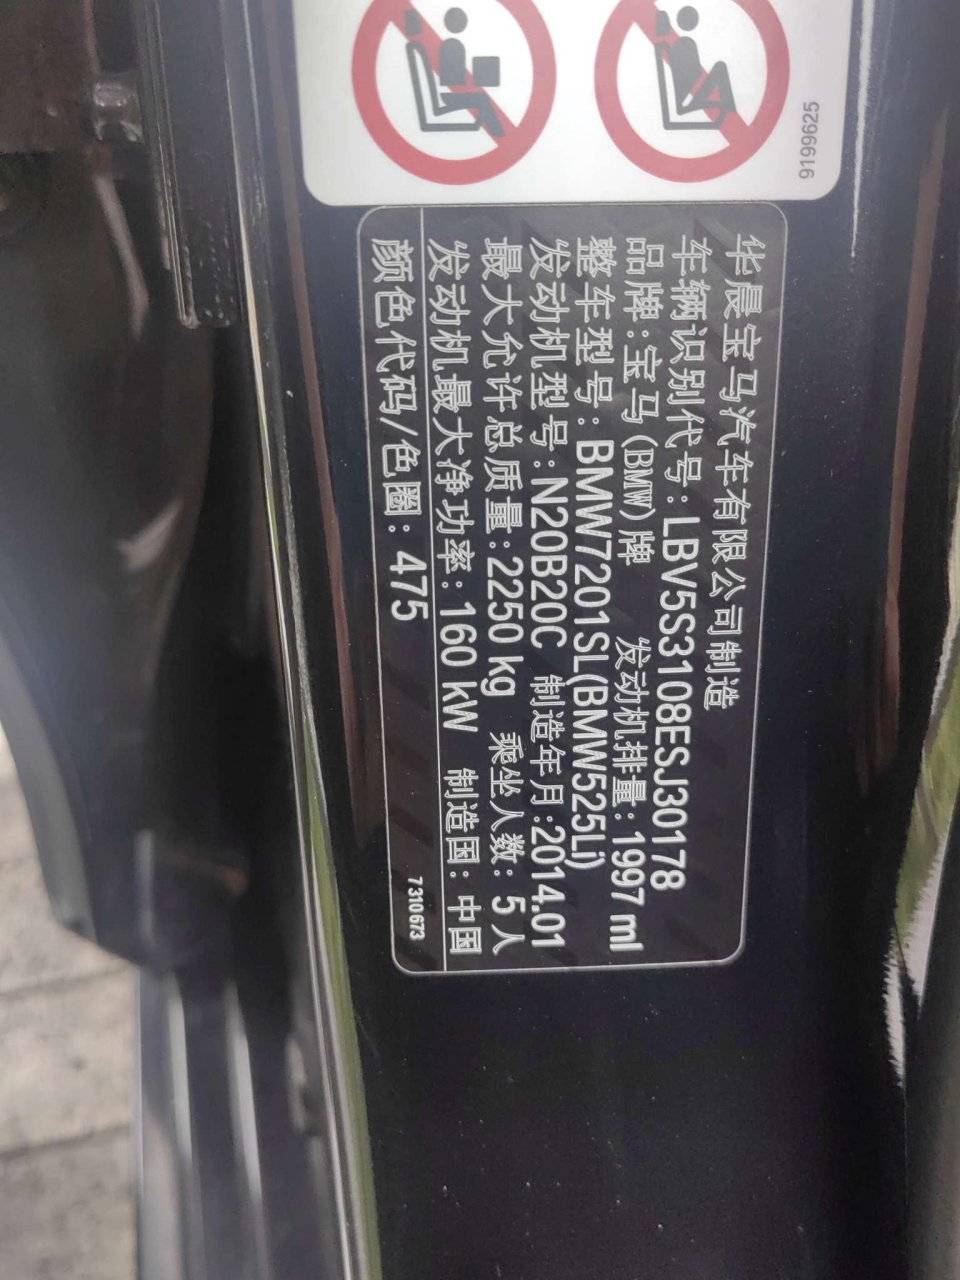 9199625
华晨宝马汽车有限公司制造
车辆识别代号:LBV5S3108ESJ30178
品牌:宝马(BMW)牌 发动机排量:1997 ml
整车型号:BMW7201SL(BMW525Li)
发动机型号:N20B20C 制造年月:2014.01
最大允许总质量:2250 kg 乘坐人数:5人
发动机最大净功率:160 kW 制造国:中国
颜色代码/色圈:475 7 310 673